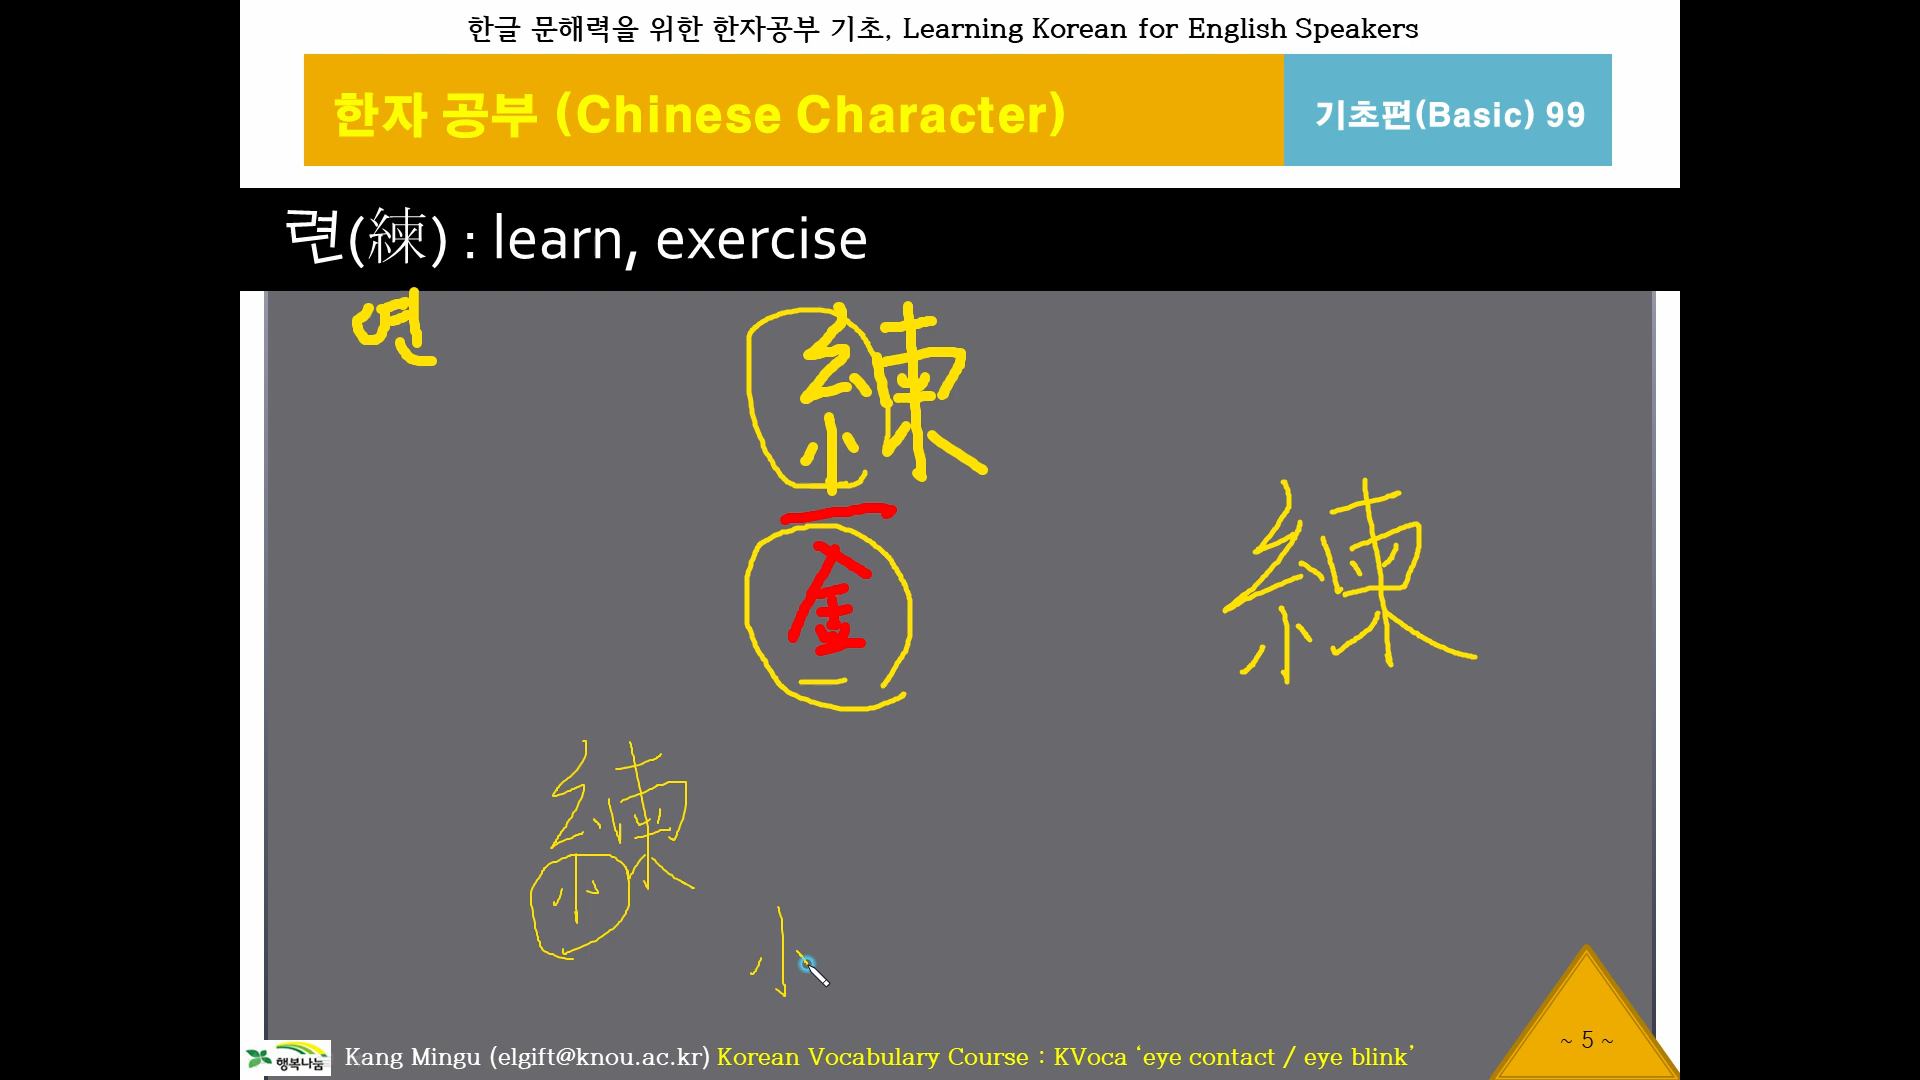 한글 문해력을 위한 한자공부 기초, Learning Korean for English Speakers
한자 공부 (Chinese Character)
기초편(Basic) 99
련(練) : learn, exercise
연
練
金
練
練
小
~ 5 ~
행복나눔
Kang Mingu (elgift@knou.ac.kr) Korean Vocabulary Course : KVoca ‘eye contact / eye blink’